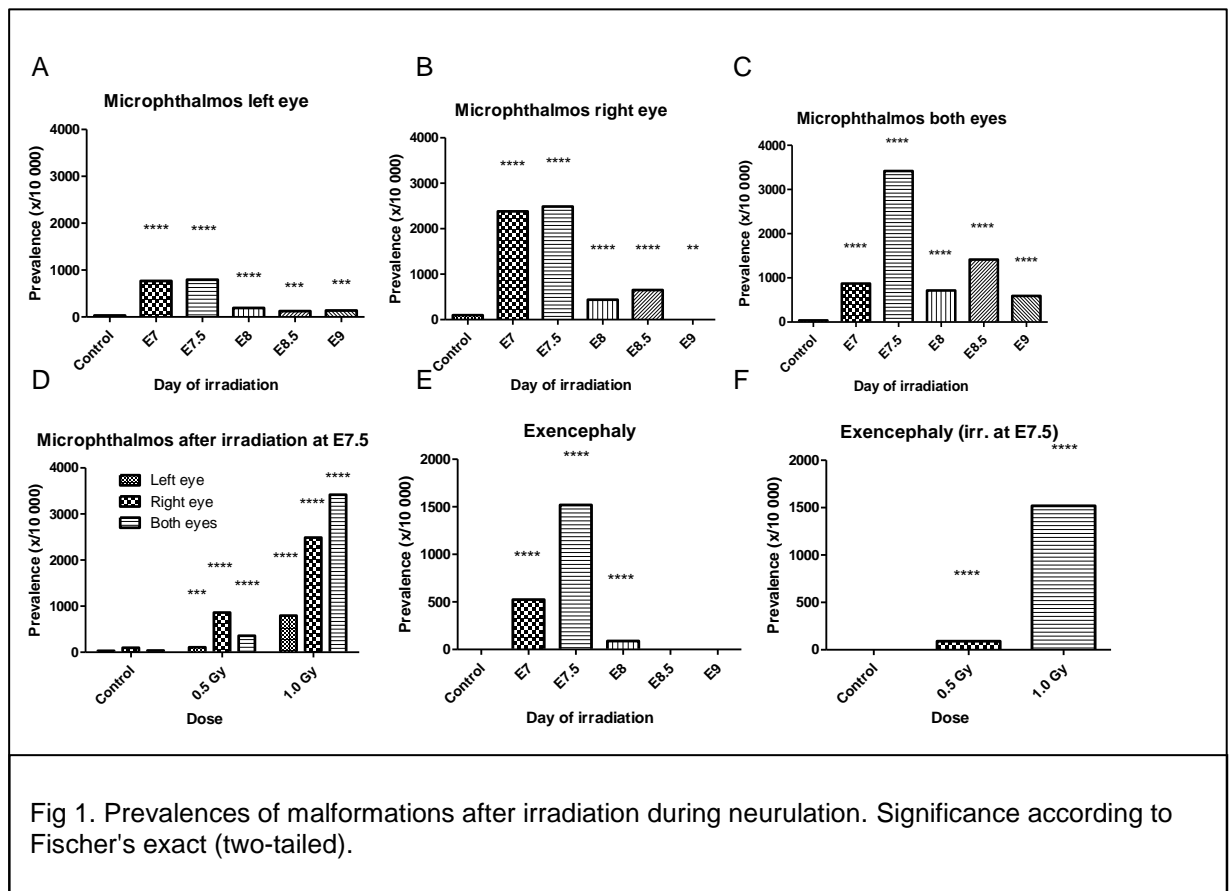 A
Microphthalmos left eye
Prevalence (x/10 000)
4000
3000
2000
1000
0
****
****
****
***
***
Control
E7
E7.5
E8
E8.5
E9
Day of irradiation
B
Microphthalmos right eye
Prevalence (x/10 000)
4000
3000
2000
1000
0
****
****
****
****
**
Control
E7
E7.5
E8
E8.5
E9
Day of irradiation
C
Microphthalmos both eyes
Prevalence (x/10 000)
4000
3000
2000
1000
0
****
****
****
****
****
Control
E7
E7.5
E8
E8.5
E9
Day of irradiation
D
Microphthalmos after irradiation at E7.5
Prevalence (x/10 000)
4000
3000
2000
1000
0
Left eye
Right eye
Both eyes
***
****
****
****
****
****
Control
0.5 Gy
1.0 Gy
Dose
E
Exencephaly
Prevalence (x/10 000)
2000
1500
1000
500
0
****
****
****
Control
E7
E7.5
E8
E8.5
E9
Day of irradiation
F
Exencephaly (irr. at E7.5)
Prevalence (x/10 000)
2000
1500
1000
500
0
****
****
Control
0.5 Gy
1.0 Gy
Dose
Fig 1. Prevalences of malformations after irradiation during neurulation. Significance according to
Fischer's exact (two-tailed).